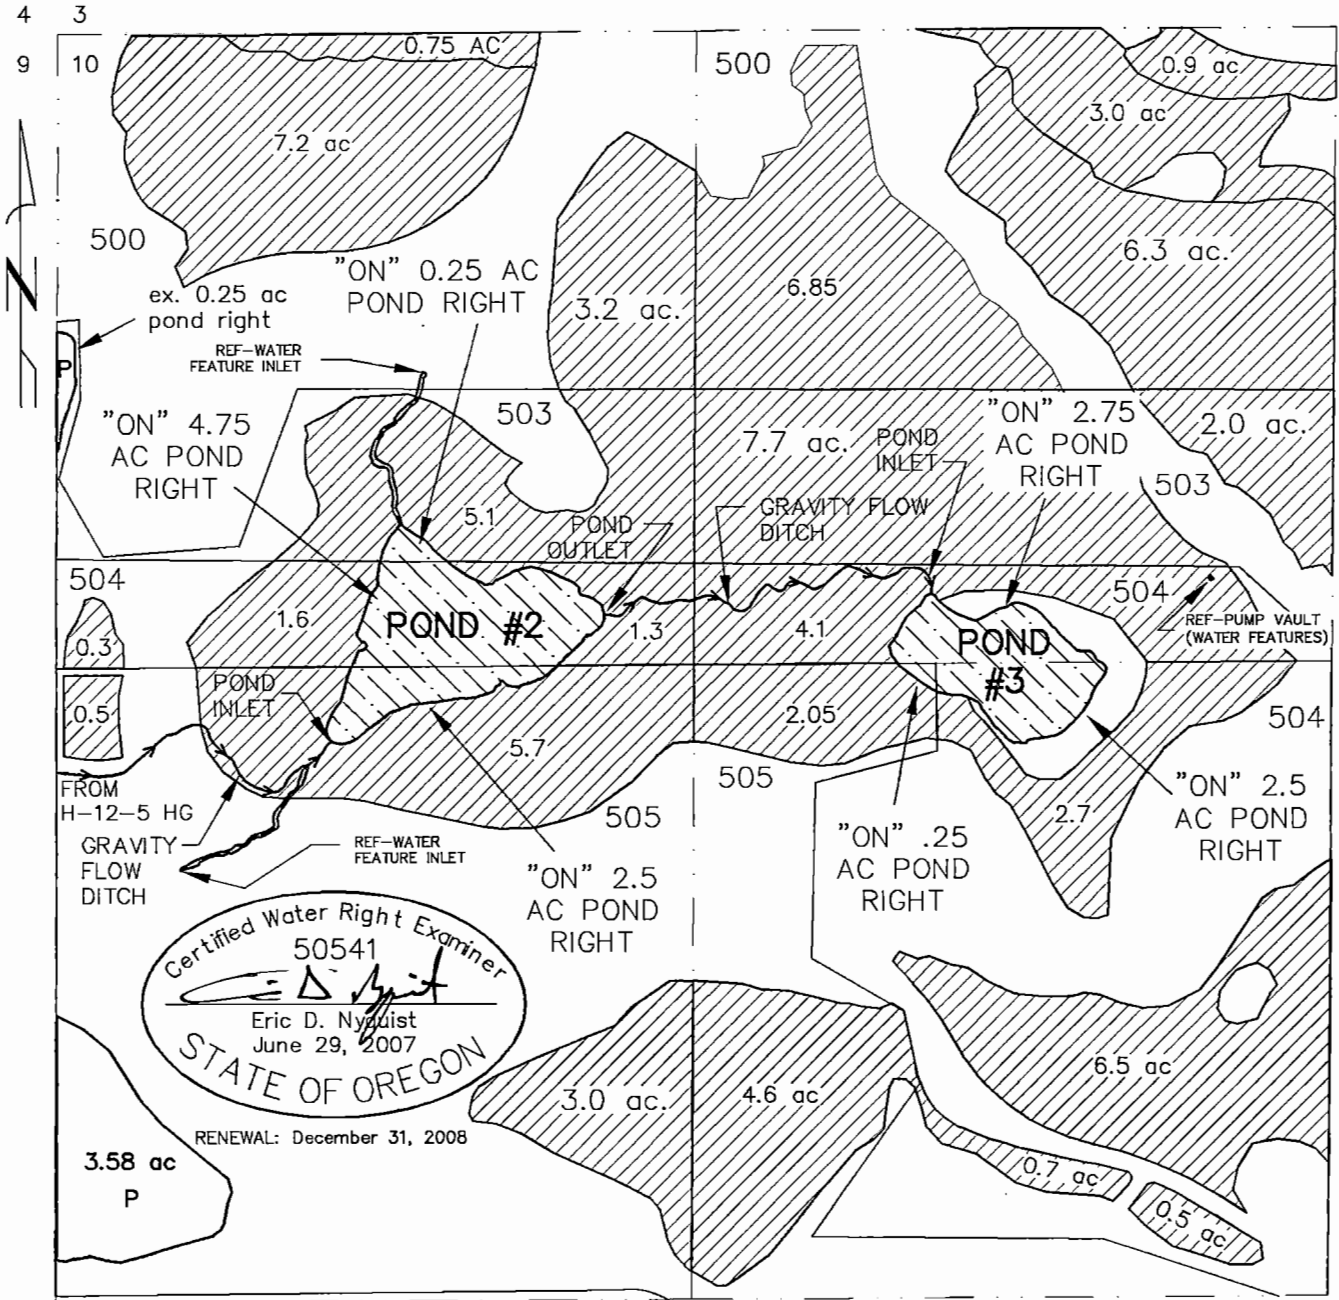 4 3
9 10
0.75 AC
7.2 ac
500
0.9 ac
3.0 ac
500
6.3 ac.
"ON" 0.25 AC
POND RIGHT
ex. 0.25 ac
pond right
3.2 ac.
6.85
REF-WATER
FEATURE INLET
P
N
503
"ON" 4.75
AC POND
RIGHT
7.7 ac.
POND
INLET
"ON" 2.75
AC POND
RIGHT
2.0 ac.
503
5.1
POND
OUTLET
GRAVITY FLOW
DITCH
504
504
1.6
POND #2
1.3
4.1
POND
#3
REF-PUMP VAULT
(WATER FEATURES)
0.3
0.5
POND
INLET
2.05
504
5.7
505
FROM
H-12-5 HG
505
"ON" 2.5
AC POND
RIGHT
2.7
GRAVITY
FLOW
DITCH
REF-WATER
FEATURE INLET
"ON" 2.5
AC POND
RIGHT
"ON" .25
AC POND
RIGHT
Certified Water Right Examiner
50541
Eric D. Nyquist
June 29, 2007
STATE OF OREGON
RENEWAL: December 31, 2008
3.0 ac.
4.6 ac
6.5 ac
3.58 ac
P
0.7 ac
0.5 ac